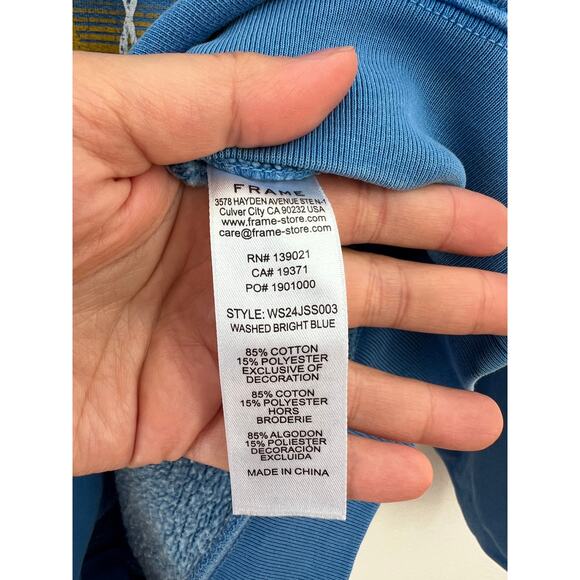 FRAME
3578 HAYDEN AVENUE STE N-1
Culver City CA 90232 USA
www.frame-store.com
care@frame-store.com
RN# 139021
CA# 19371
PO# 1901000
STYLE: WS24JSS003
WASHED BRIGHT BLUE
85% COTTON
15% POLYESTER
EXCLUSIVE OF
DECORATION
85% COTON
15% POLYESTER
HORS
BRODERIE
85% ALGODON
15% POLIESTER
DECORACIÓN
EXCLUIDA
MADE IN CHINA